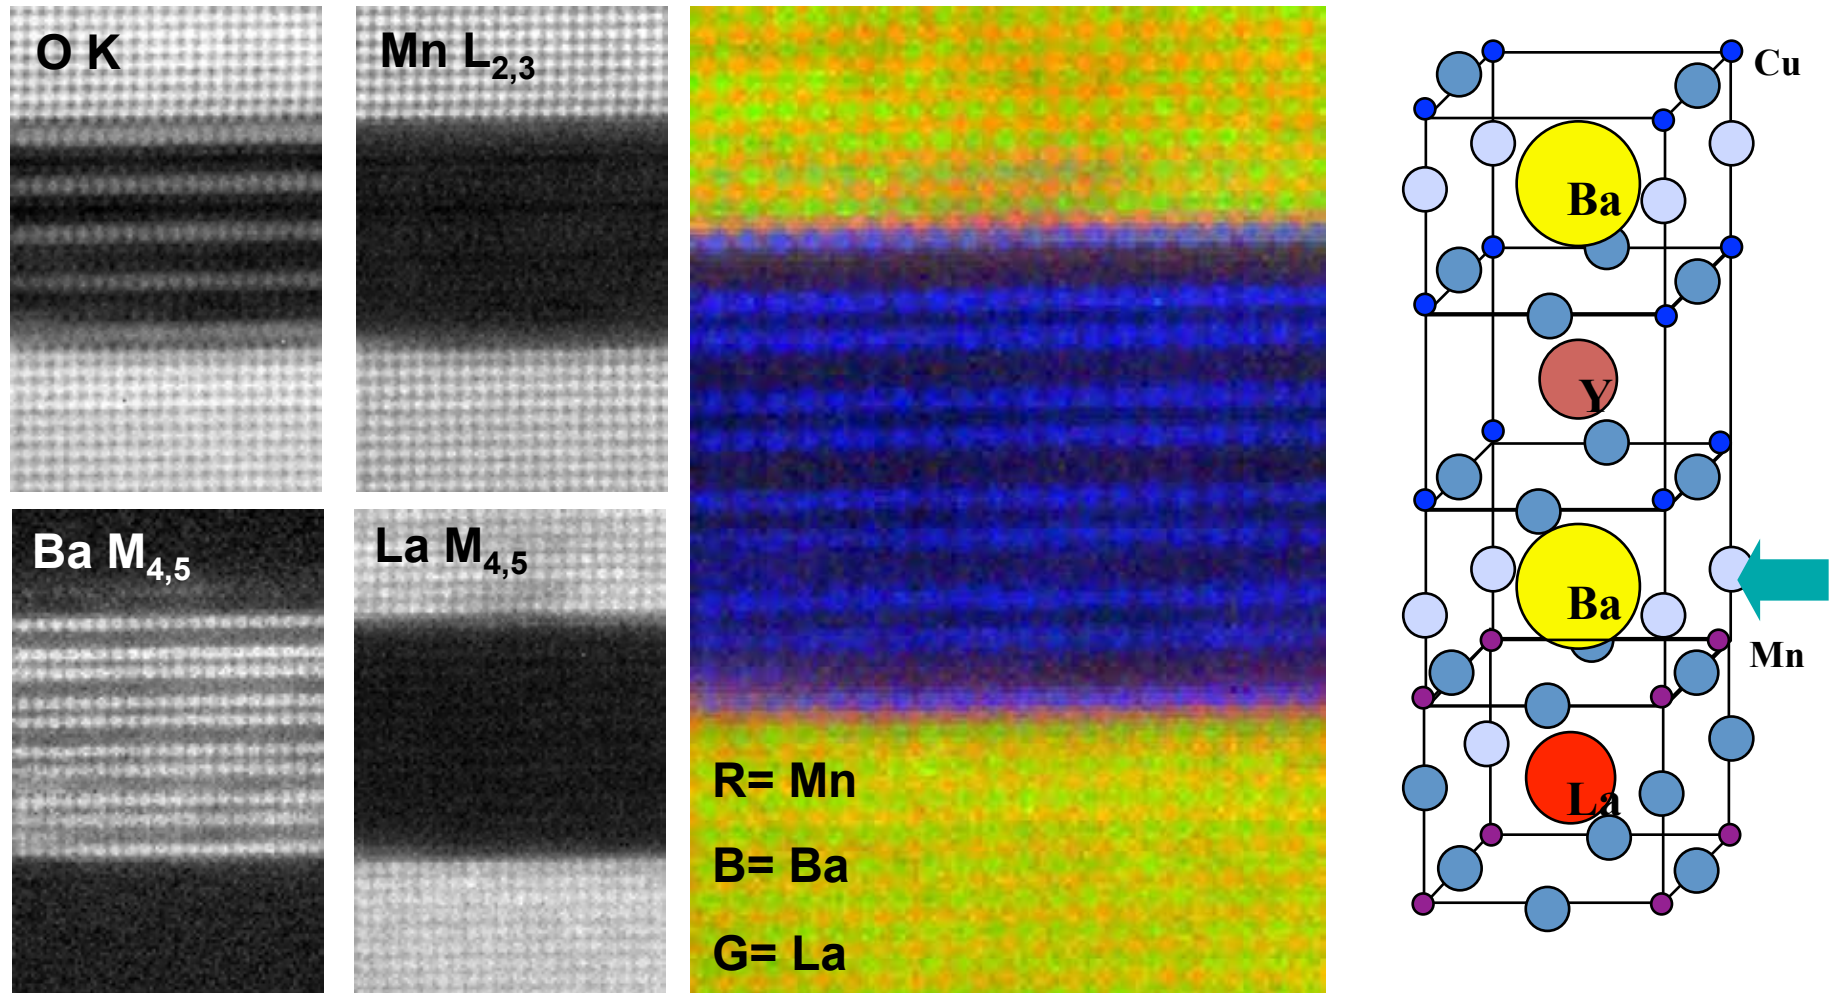 O K
Mn L2,3
Ba M4,5
La M4,5
R= Mn
B= Ba
G= La
Cu
Ba
Y
Ba
Mn
La